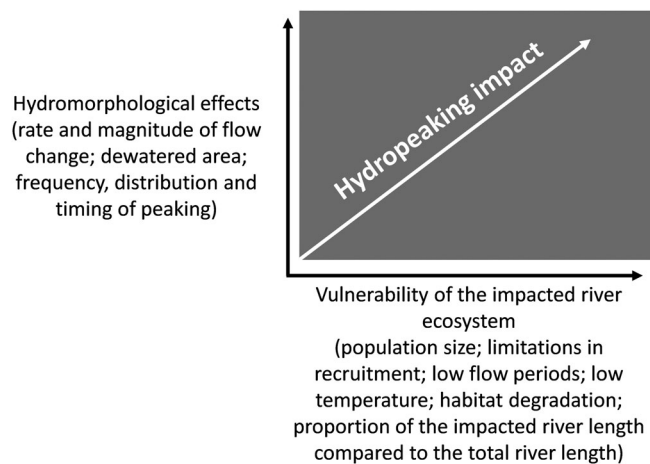 Hydropeaking impact
Hydromorphological effects
(rate and magnitude of flow
change; dewatered area;
frequency, distribution and
timing of peaking)
Vulnerability of the impacted river
ecosystem
(population size; limitations in
recruitment; low flow periods; low
temperature; habitat degradation;
proportion of the impacted river length
compared to the total river length)